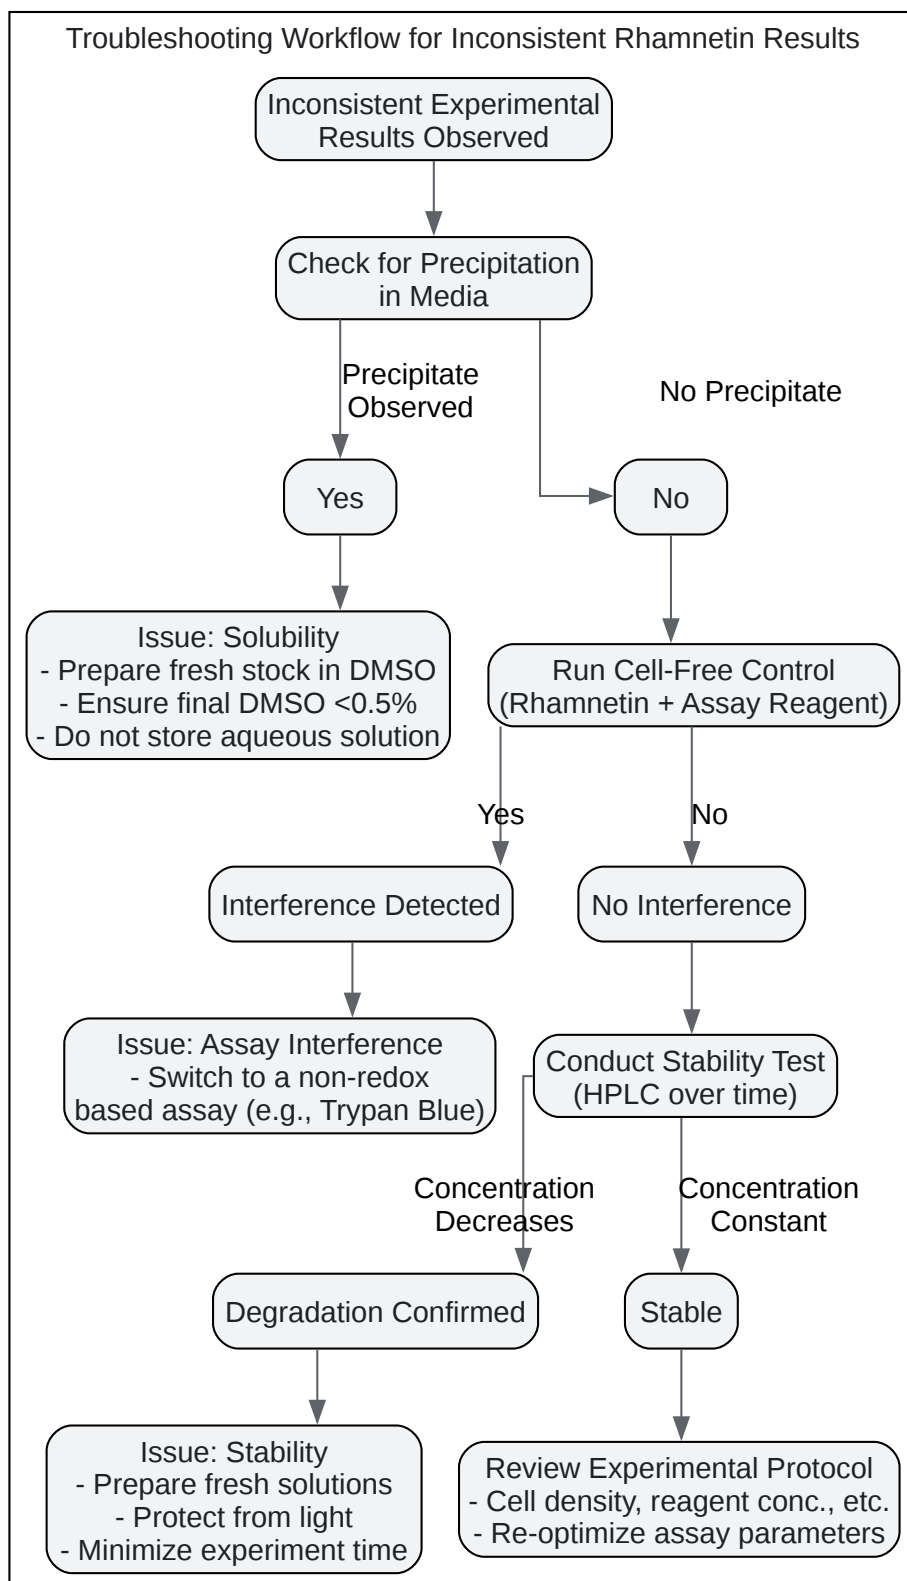 Troubleshooting Workflow for Inconsistent Rhamnetin Results
Inconsistent Experimental
Results Observed
Check for Precipitation
in Media
Precipitate
Observed
No Precipitate
Yes
No
Issue: Solubility
- Prepare fresh stock in DMSO
- Ensure final DMSO <0.5%
- Do not store aqueous solution
Run Cell-Free Control
(Rhamnetin + Assay Reagent)
Yes
No
Interference Detected
No Interference
Issue: Assay Interference
- Switch to a non-redox
based assay (e.g., Trypan Blue)
Conduct Stability Test
(HPLC over time)
Concentration
Decreases
Concentration
Constant
Degradation Confirmed
Stable
Issue: Stability
- Prepare fresh solutions
- Protect from light
- Minimize experiment time
Review Experimental Protocol
- Cell density, reagent conc., etc.
- Re-optimize assay parameters